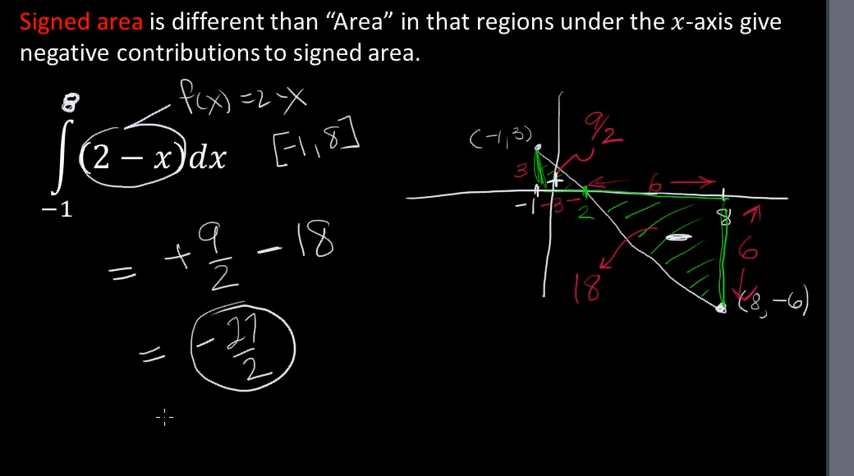 Signed area is different than “Area” in that regions under the x-axis give
negative contributions to signed area.
f(x) = 2-x
∫_{-1}^{8} (2 − x)dx [-1, 8]
= + 9/2 - 18
= -27/2
(-1, 3)
9/2
3
+
6
-1
-3-
2
8
-
6
18
(8, -6)